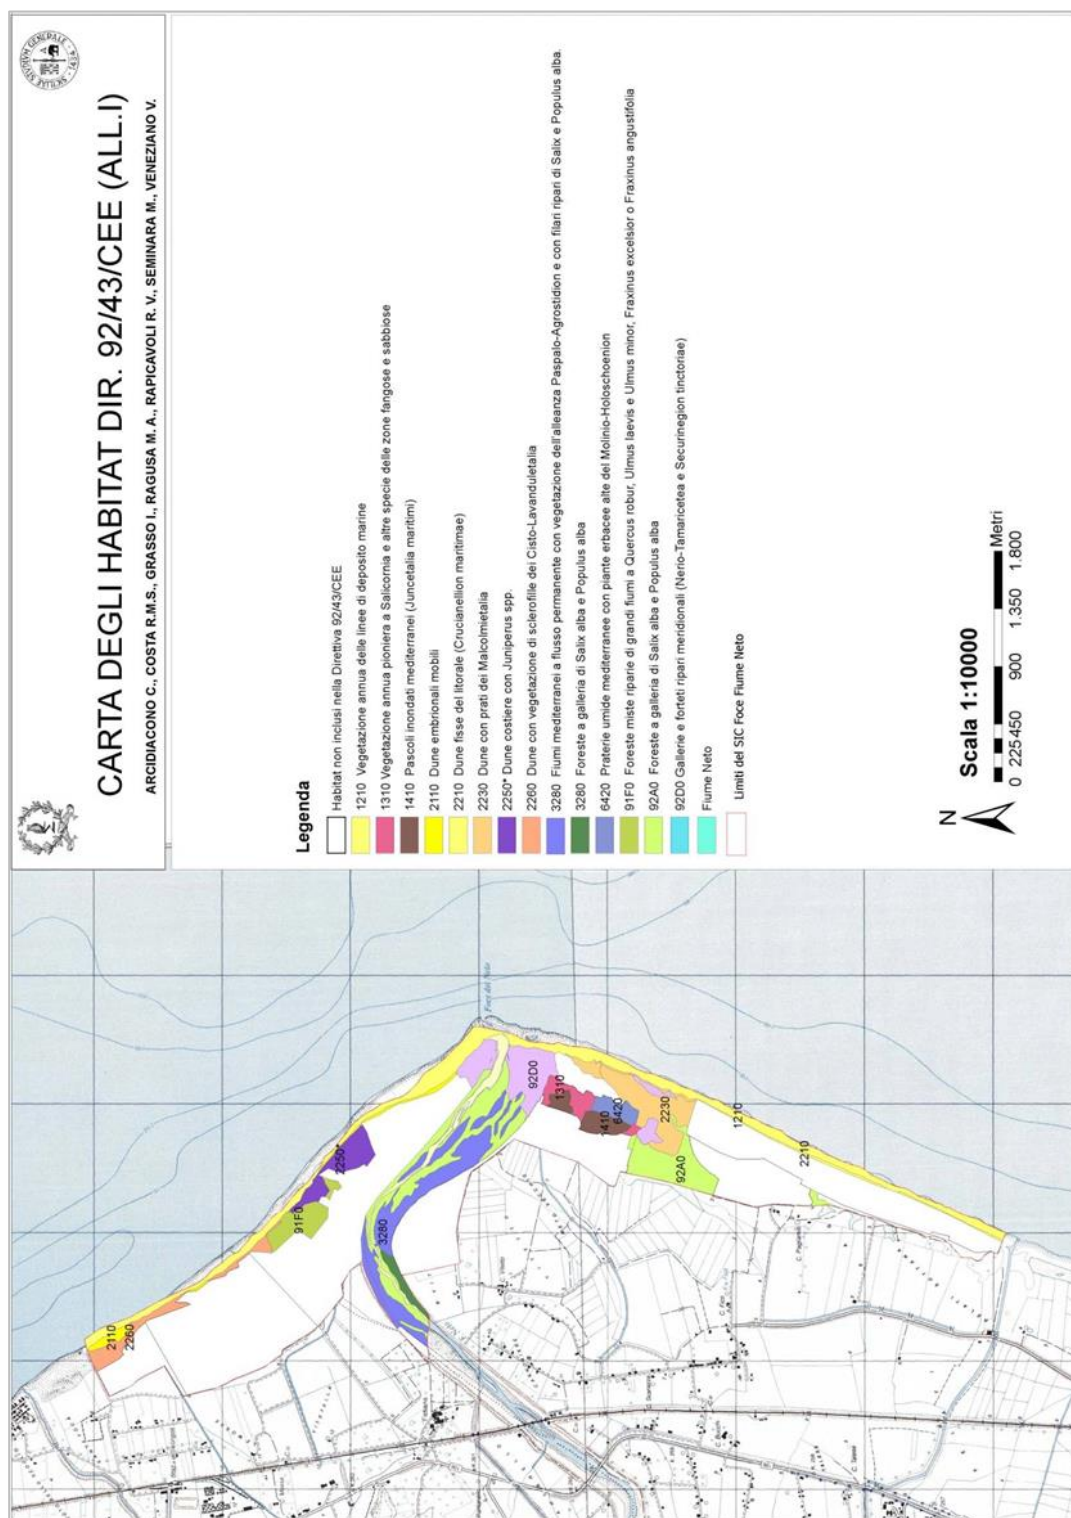 CARTA DEGLI HABITAT DIR. 92/43/CEE (ALL.I)
ARCIDIACONO C., COSTA R.M.S., GRASSO I., RAGUSA M. A., RAPICAVOLI R. V., SEMINARA M., VENEZIANO V.
SICILIAE STUDIUM GENERALE 1434
Legenda
Habitat non inclusi nella Direttiva 92/43/CEE
1210 Vegetazione annua delle linee di deposito marine
1310 Vegetazione annua pioniera a Salicornia e altre specie delle zone fangose e sabbiose
1410 Pascoli inondati mediterranei (Juncetalia maritimi)
2110 Dune embrionali mobili
2210 Dune fisse del litorale (Crucianellion maritimae)
2230 Dune con prati dei Malcolmietalia
2250* Dune costiere con Juniperus spp.
2260 Dune con vegetazione di sclerofille dei Cisto-Lavanduletalia
3280 Fiumi mediterranei a flusso permanente con vegetazione dell'alleanza Paspalo-Agrostidion e con filari ripari di Salix e Populus alba.
3280 Foreste a galleria di Salix alba e Populus alba
6420 Praterie umide mediterranee con piante erbacee alte del Molinio-Holoschoenion
91F0 Foreste miste riparie di grandi fiumi a Quercus robur, Ulmus laevis e Ulmus minor, Fraxinus excelsior o Fraxinus angustifolia
92A0 Foreste a galleria di Salix alba e Populus alba
92D0 Gallerie e forteti ripari meridionali (Nerio-Tamaricetea e Securinegion tinctoriae)
Fiume Neto
Limiti del SIC Foce Fiume Neto
N
Scala 1:10000
0 225 450 900 1.350 1.800
Metri
2110
2260
91F0
2250*
3280
Foce del Neto
92D0
1310
1410
6420
2230
92A0
1210
2210